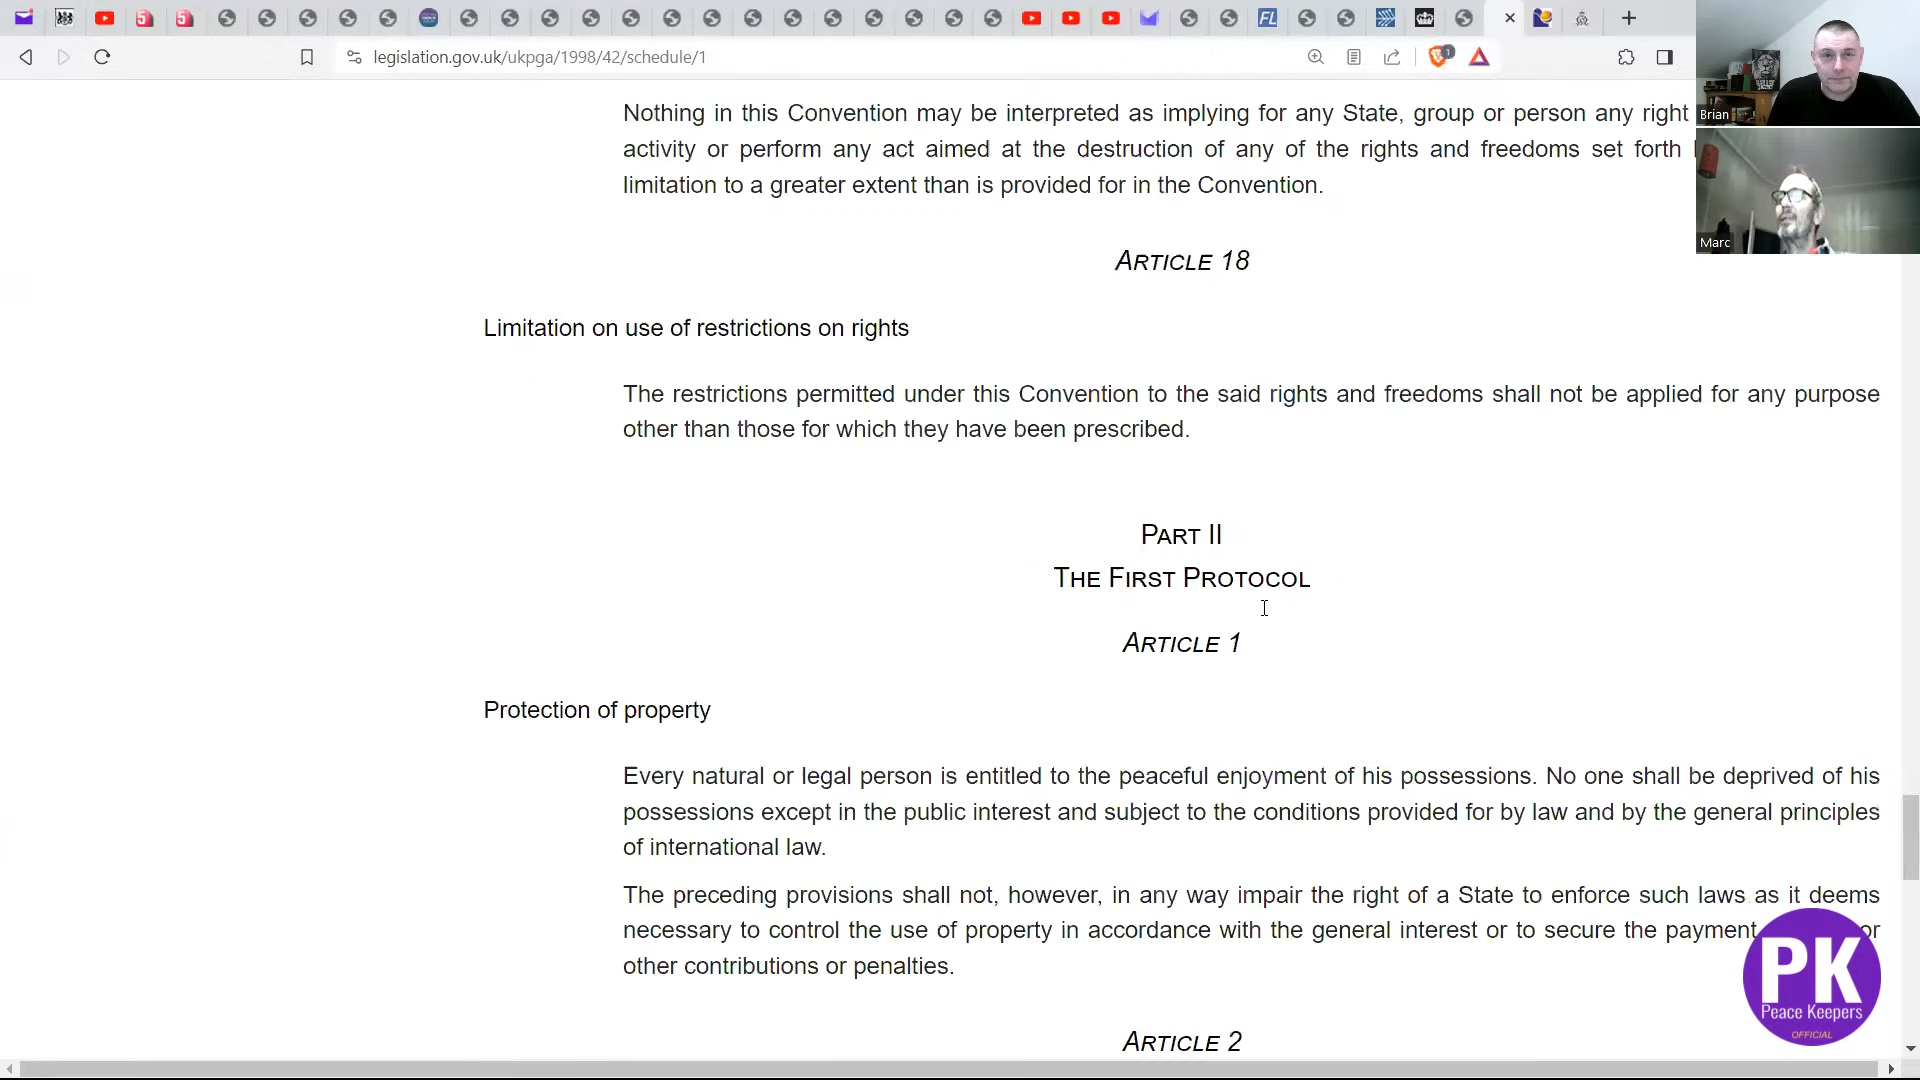 legislation.gov.uk/ukpga/1998/42/schedule/1
1
Brian
Marc
Nothing in this Convention may be interpreted as implying for any State, group or person any right
activity or perform any act aimed at the destruction of any of the rights and freedoms set forth
limitation to a greater extent than is provided for in the Convention.
ARTICLE 18
Limitation on use of restrictions on rights
The restrictions permitted under this Convention to the said rights and freedoms shall not be applied for any purpose
other than those for which they have been prescribed.
PART II
THE FIRST PROTOCOL
ARTICLE 1
Protection of property
Every natural or legal person is entitled to the peaceful enjoyment of his possessions. No one shall be deprived of his
possessions except in the public interest and subject to the conditions provided for by law and by the general principles
of international law.
The preceding provisions shall not, however, in any way impair the right of a State to enforce such laws as it deems
necessary to control the use of property in accordance with the general interest or to secure the payment or
other contributions or penalties.
ARTICLE 2
PK
Peace Keepers
OFFICIAL